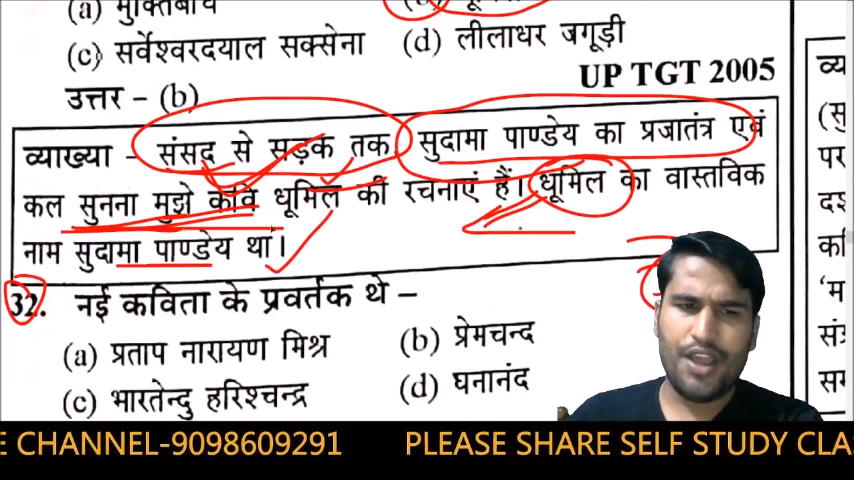 (a) मुक्तिबोध
(c) सर्वेश्वरदयाल सक्सेना (d) लीलाधर जगूड़ी
उत्तर – (b) UP TGT 2005
व्याख्या – संसद से सड़क तक, सुदामा पाण्डेय का प्रजातंत्र एवं
कल सुनना मुझे कवि धूमिल की रचनाएं हैं। धूमिल का वास्तविक
नाम सुदामा पाण्डेय था।
32. नई कविता के प्रवर्तक थे –
(a) प्रताप नारायण मिश्र (b) प्रेमचन्द
(c) भारतेन्दु हरिश्चन्द्र (d) घनानंद
व्य
(सु
पर
दश
संत्र
E CHANNEL-9098609291 PLEASE SHARE SELF STUDY CLA